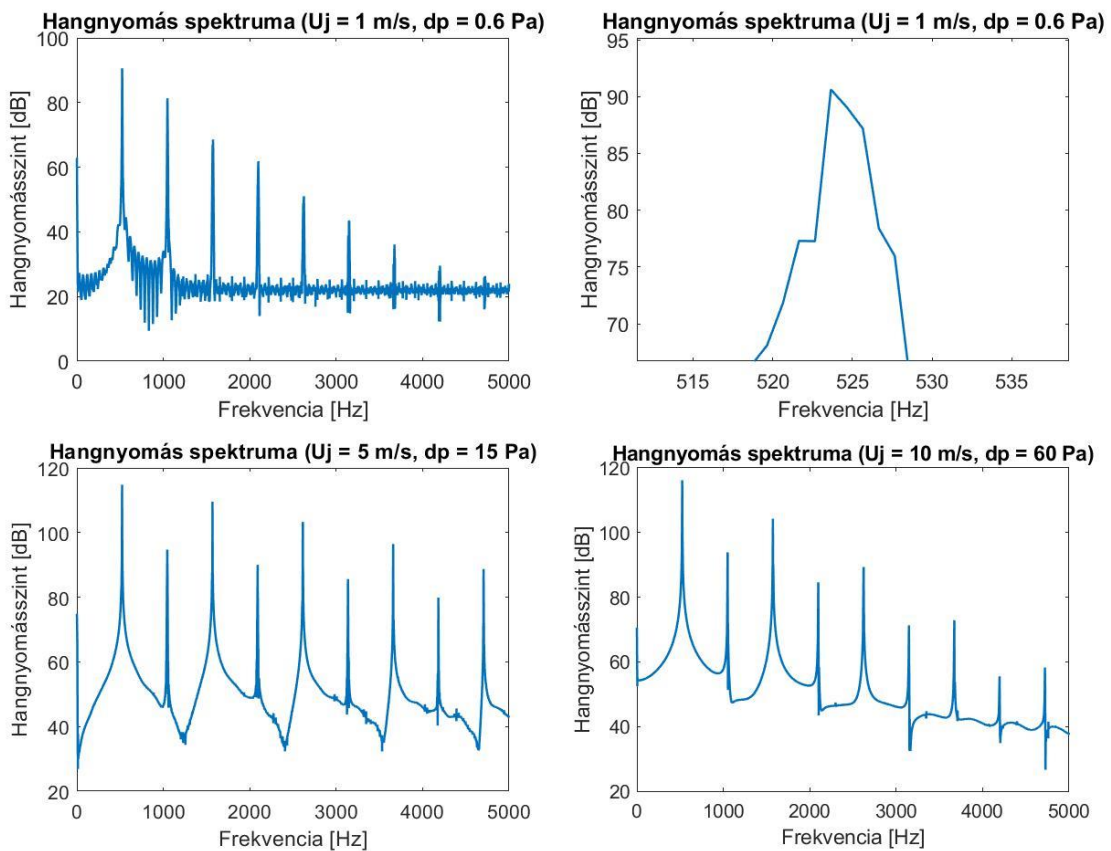 Hangnyomás spektruma (Uj = 1 m/s, dp = 0.6 Pa)
100
80
60
40
20
0
Hangnyomásszint [dB]
0 1000 2000 3000 4000 5000
Frekvencia [Hz]
Hangnyomás spektruma (Uj = 1 m/s, dp = 0.6 Pa)
95
90
85
80
75
70
Hangnyomásszint [dB]
515 520 525 530 535
Frekvencia [Hz]
Hangnyomás spektruma (Uj = 5 m/s, dp = 15 Pa)
120
100
80
60
40
20
Hangnyomásszint [dB]
0 1000 2000 3000 4000 5000
Frekvencia [Hz]
Hangnyomás spektruma (Uj = 10 m/s, dp = 60 Pa)
120
100
80
60
40
20
Hangnyomásszint [dB]
0 1000 2000 3000 4000 5000
Frekvencia [Hz]